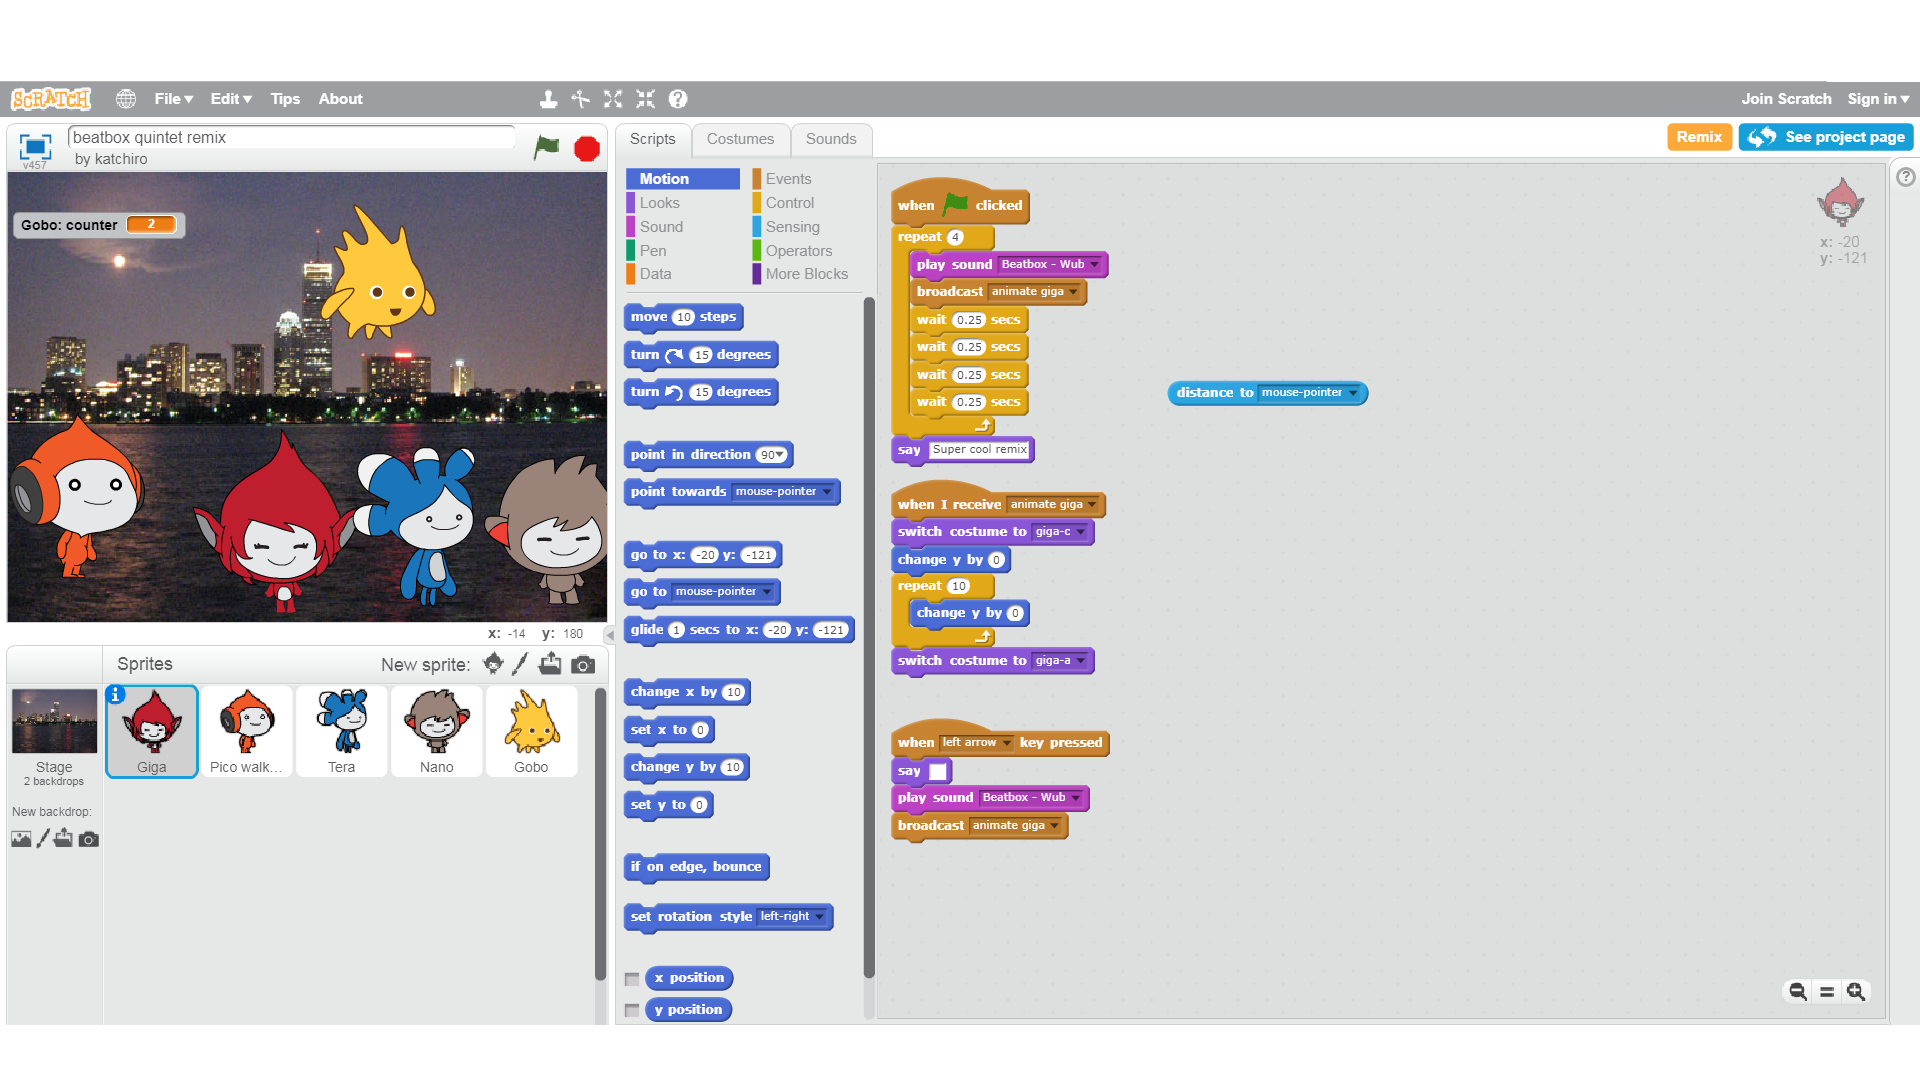 SCRATCH
File
Edit
Tips
About
Join Scratch
Sign in
v457
beatbox quintet remix
by katchiro
Scripts
Costumes
Sounds
Remix
See project page
Gobo: counter 2
x: -14 y: 180
Sprites
New sprite:
Stage
2 backdrops
New backdrop:
Giga
Pico walk...
Tera
Nano
Gobo
Motion
Looks
Sound
Pen
Data
Events
Control
Sensing
Operators
More Blocks
move 10 steps
turn 15 degrees
turn 15 degrees
point in direction 90
point towards mouse-pointer
go to x: -20 y: -121
go to mouse-pointer
glide 1 secs to x: -20 y: -121
change x by 10
set x to 0
change y by 10
set y to 0
if on edge, bounce
set rotation style left-right
x position
y position
when clicked
repeat 4
play sound Beatbox - Wub
broadcast animate giga
wait 0.25 secs
wait 0.25 secs
wait 0.25 secs
wait 0.25 secs
say Super cool remix
when I receive animate giga
switch costume to giga-c
change y by 0
repeat 10
change y by 0
switch costume to giga-a
when left arrow key pressed
say
play sound Beatbox - Wub
broadcast animate giga
distance to mouse-pointer
x: -20
y: -121